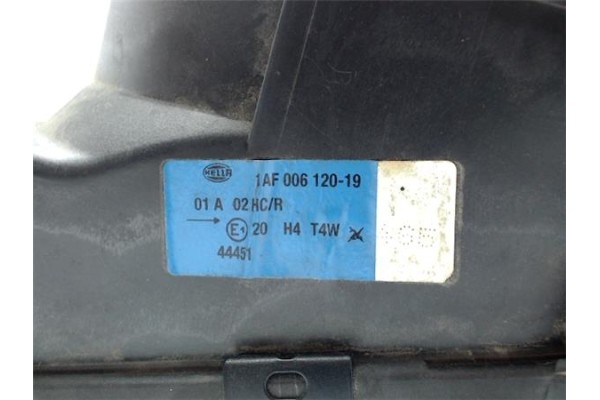 HELLA 1AF 006 120-19
01 A 02 HC/R
→ E1 20 H4 T4W
44451